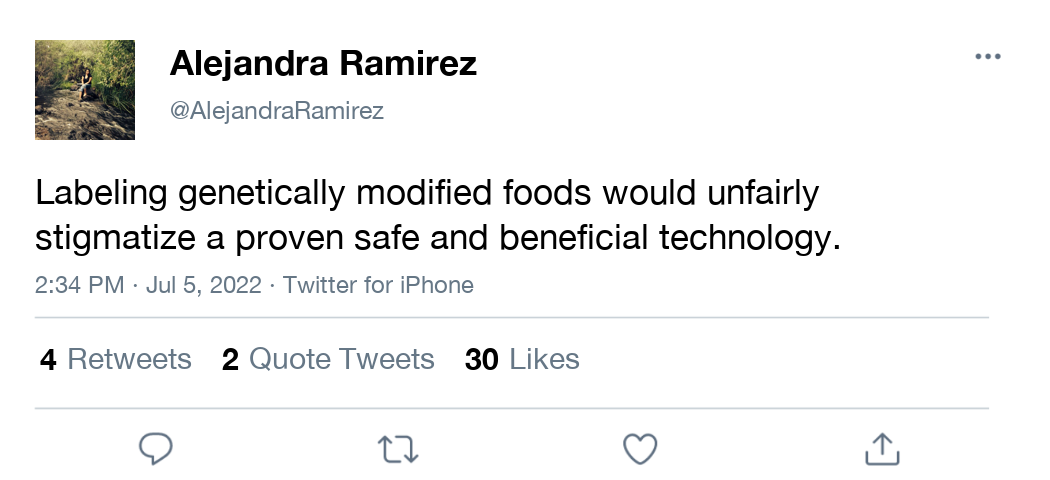 Alejandra Ramirez
@AlejandraRamirez
Labeling genetically modified foods would unfairly
stigmatize a proven safe and beneficial technology.
2:34 PM · Jul 5, 2022 · Twitter for iPhone
4 Retweets 2 Quote Tweets 30 Likes